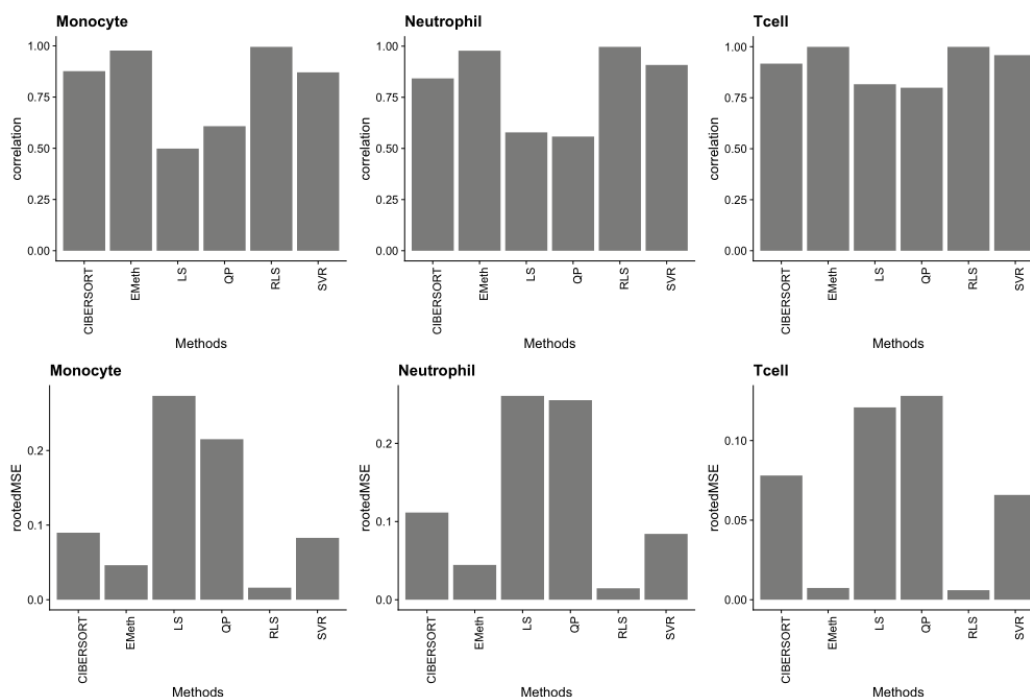 Monocyte
correlation
1.00
0.75
0.50
0.25
0.00
CIBERSORT
EMeth
LS
QP
RLS
SVR
Methods
Neutrophil
correlation
1.00
0.75
0.50
0.25
0.00
CIBERSORT
EMeth
LS
QP
RLS
SVR
Methods
Tcell
correlation
1.00
0.75
0.50
0.25
0.00
CIBERSORT
EMeth
LS
QP
RLS
SVR
Methods
Monocyte
rootedMSE
0.2
0.1
0.0
CIBERSORT
EMeth
LS
QP
RLS
SVR
Methods
Neutrophil
rootedMSE
0.2
0.1
0.0
CIBERSORT
EMeth
LS
QP
RLS
SVR
Methods
Tcell
rootedMSE
0.10
0.05
0.00
CIBERSORT
EMeth
LS
QP
RLS
SVR
Methods